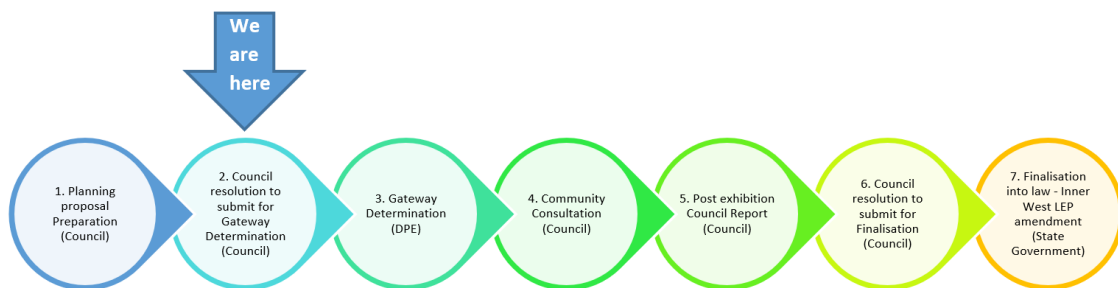 We
are
here
1. Planning
proposal
Preparation
(Council)
2. Council
resolution to
submit for
Gateway
Determination
(Council)
3. Gateway
Determination
(DPE)
4. Community
Consultation
(Council)
5. Post exhibition
Council Report
(Council)
6. Council
resolution to
submit for
Finalisation
(Council)
7. Finalisation
into law - Inner
West LEP
amendment
(State
Government)